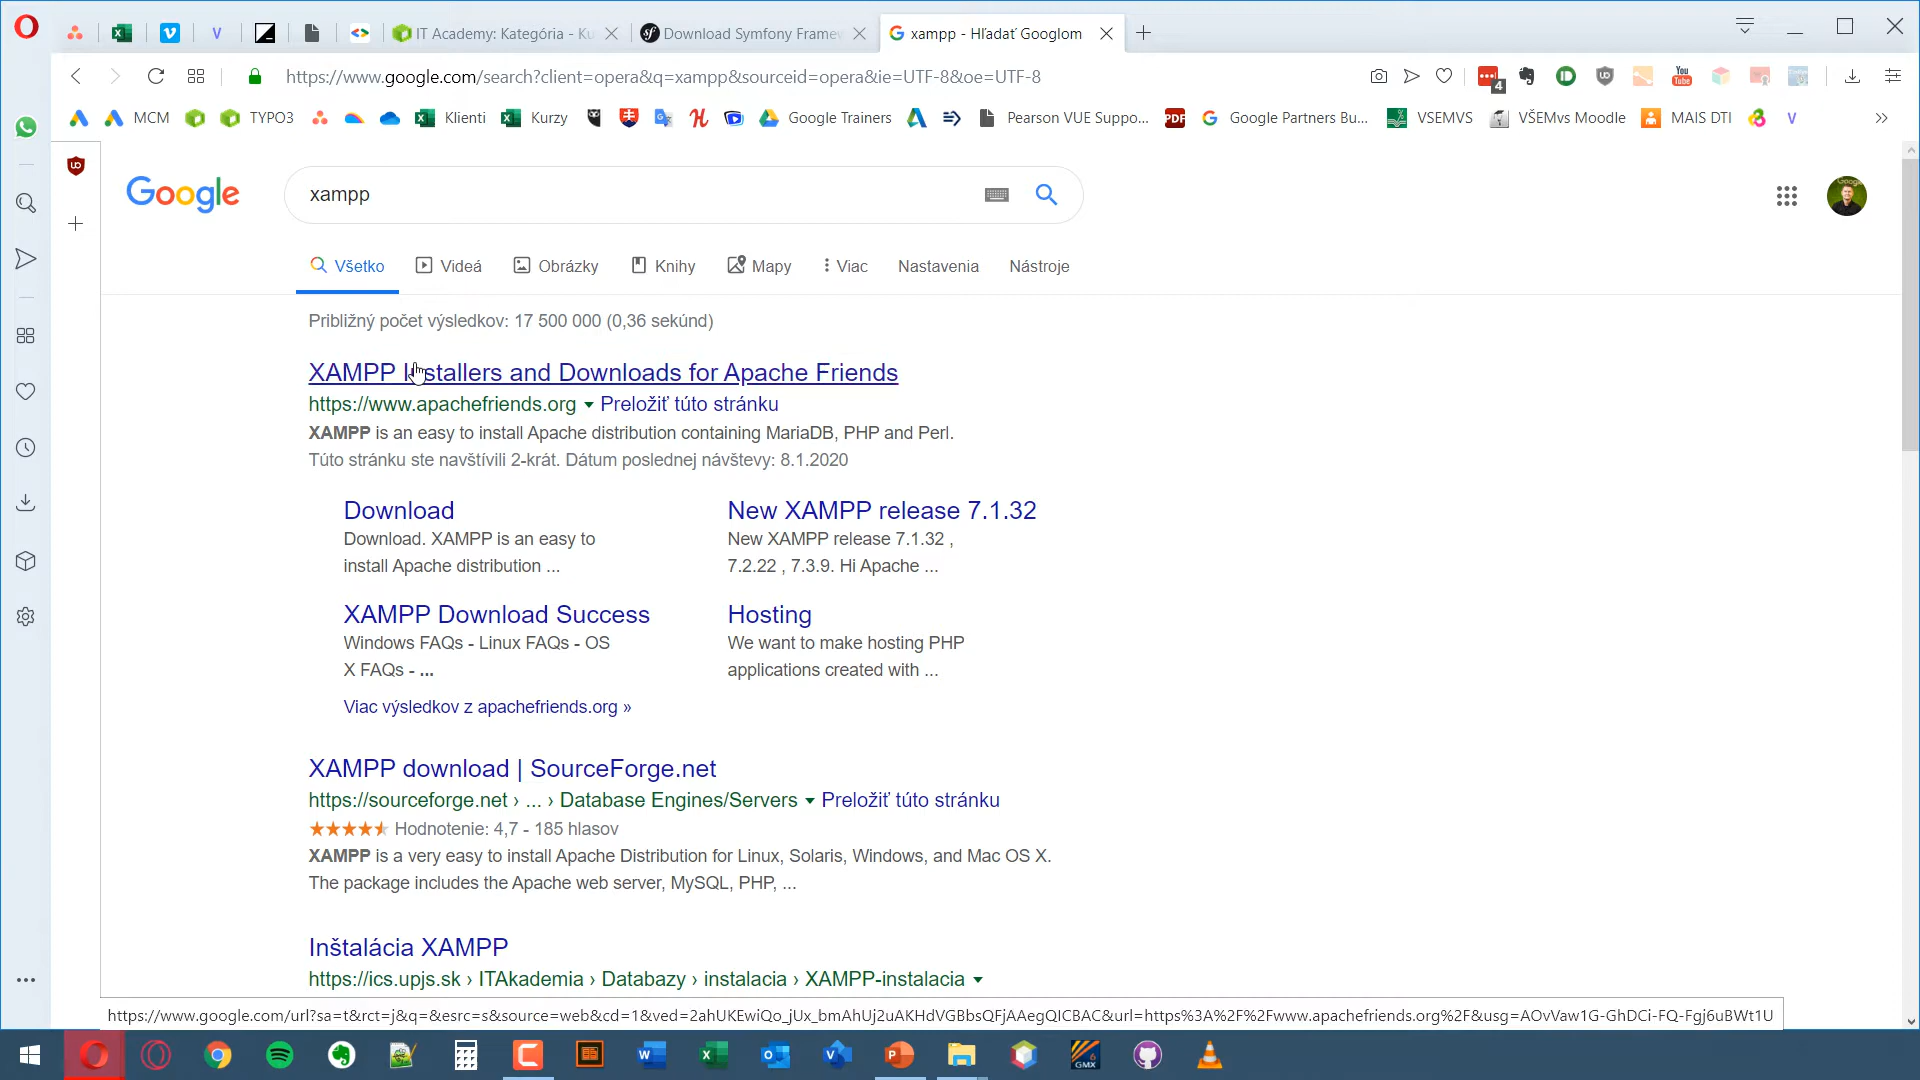 IT Academy: Kategória - Ku
Download Symfony Framew
xampp - Hľadať Googlom
https://www.google.com/search?client=opera&q=xampp&sourceid=opera&ie=UTF-8&oe=UTF-8
4
You
Tube
MCM
TYPO3
Klienti
Kurzy
Google Trainers
Pearson VUE Suppo...
PDF
Google Partners Bu...
VSEMVS
VŠEMvs Moodle
MAIS DTI
Google
xampp
Všetko
Videá
Obrázky
Knihy
Mapy
Viac
Nastavenia
Nástroje
Približný počet výsledkov: 17 500 000 (0,36 sekúnd)
XAMPP Installers and Downloads for Apache Friends
https://www.apachefriends.org
Preložiť túto stránku
XAMPP is an easy to install Apache distribution containing MariaDB, PHP and Perl.
Túto stránku ste navštívili 2-krát. Dátum poslednej návštevy: 8.1.2020
Download
Download. XAMPP is an easy to
install Apache distribution ...
New XAMPP release 7.1.32
New XAMPP release 7.1.32 ,
7.2.22 , 7.3.9. Hi Apache ...
XAMPP Download Success
Windows FAQs - Linux FAQs - OS
X FAQs - ...
Hosting
We want to make hosting PHP
applications created with ...
Viac výsledkov z apachefriends.org »
XAMPP download | SourceForge.net
https://sourceforge.net › ... › Database Engines/Servers
Preložiť túto stránku
Hodnotenie: 4,7 - 185 hlasov
XAMPP is a very easy to install Apache Distribution for Linux, Solaris, Windows, and Mac OS X.
The package includes the Apache web server, MySQL, PHP, ...
Inštalácia XAMPP
https://ics.upjs.sk › ITAkademia › Databazy › instalacia › XAMPP-instalacia
https://www.google.com/url?sa=t&rct=j&q=&esrc=s&source=web&cd=1&ved=2ahUKEwiQo_jUx_bmAhUj2uAKHdVGBbsQFjAAegQICBAC&url=https%3A%2F%2Fwww.apachefriends.org%2F&usg=AOvVaw1G-GhDCi-FQ-Fgj6uBWt1U